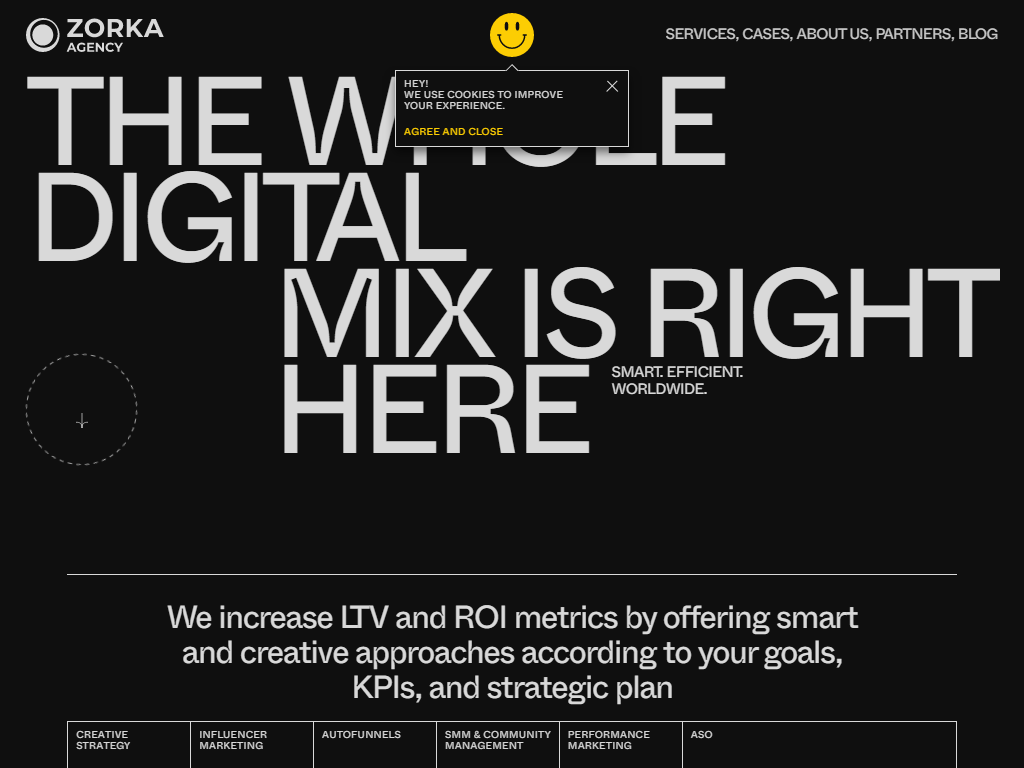 ZORKA
AGENCY
SERVICES, CASES, ABOUT US, PARTNERS, BLOG
HEY!
WE USE COOKIES TO IMPROVE
YOUR EXPERIENCE.
AGREE AND CLOSE
THE WHOLE
DIGITAL
MIX IS RIGHT
HERE
SMART. EFFICIENT.
WORLDWIDE.
We increase LTV and ROI metrics by offering smart
and creative approaches according to your goals,
KPIs, and strategic plan
CREATIVE
STRATEGY
INFLUENCER
MARKETING
AUTOFUNNELS
SMM & COMMUNITY
MANAGEMENT
PERFORMANCE
MARKETING
ASO